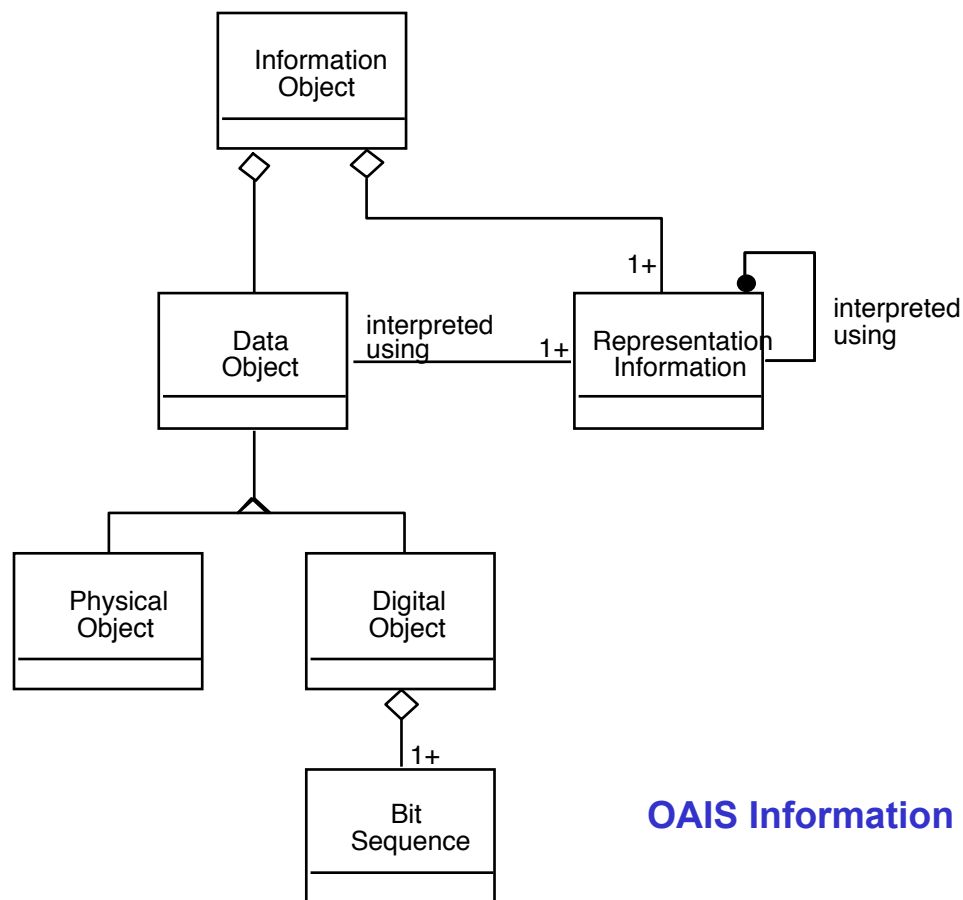 Information
Object
1+
Data
Object
interpreted
using
1+
Representation
Information
interpreted
using
Physical
Object
Digital
Object
1+
Bit
Sequence
OAIS Information